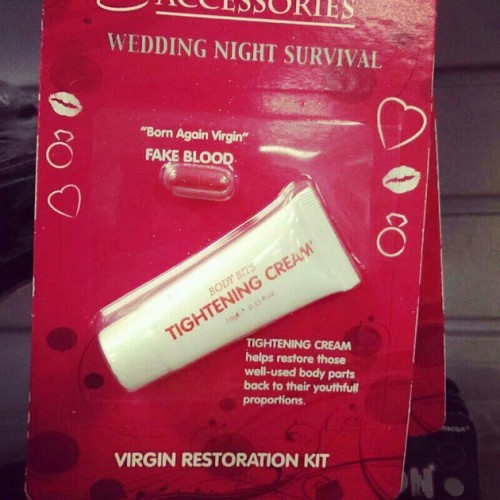 ACCESSORIES
WEDDING NIGHT SURVIVAL
"Born Again Virgin"
FAKE BLOOD
BODY BITS
TIGHTENING CREAM
TIGHTENING CREAM
helps restore those
well-used body parts
back to their youthfull
proportions.
VIRGIN RESTORATION KIT